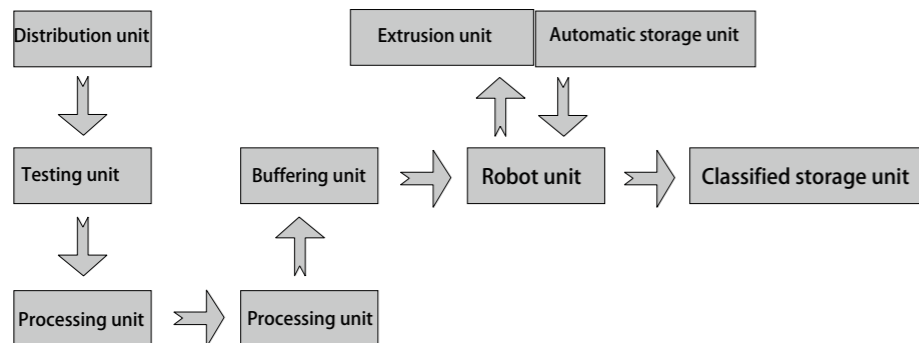 Distribution unit
Extrusion unit
Automatic storage unit
Testing unit
Buffering unit
Robot unit
Classified storage unit
Processing unit
Processing unit